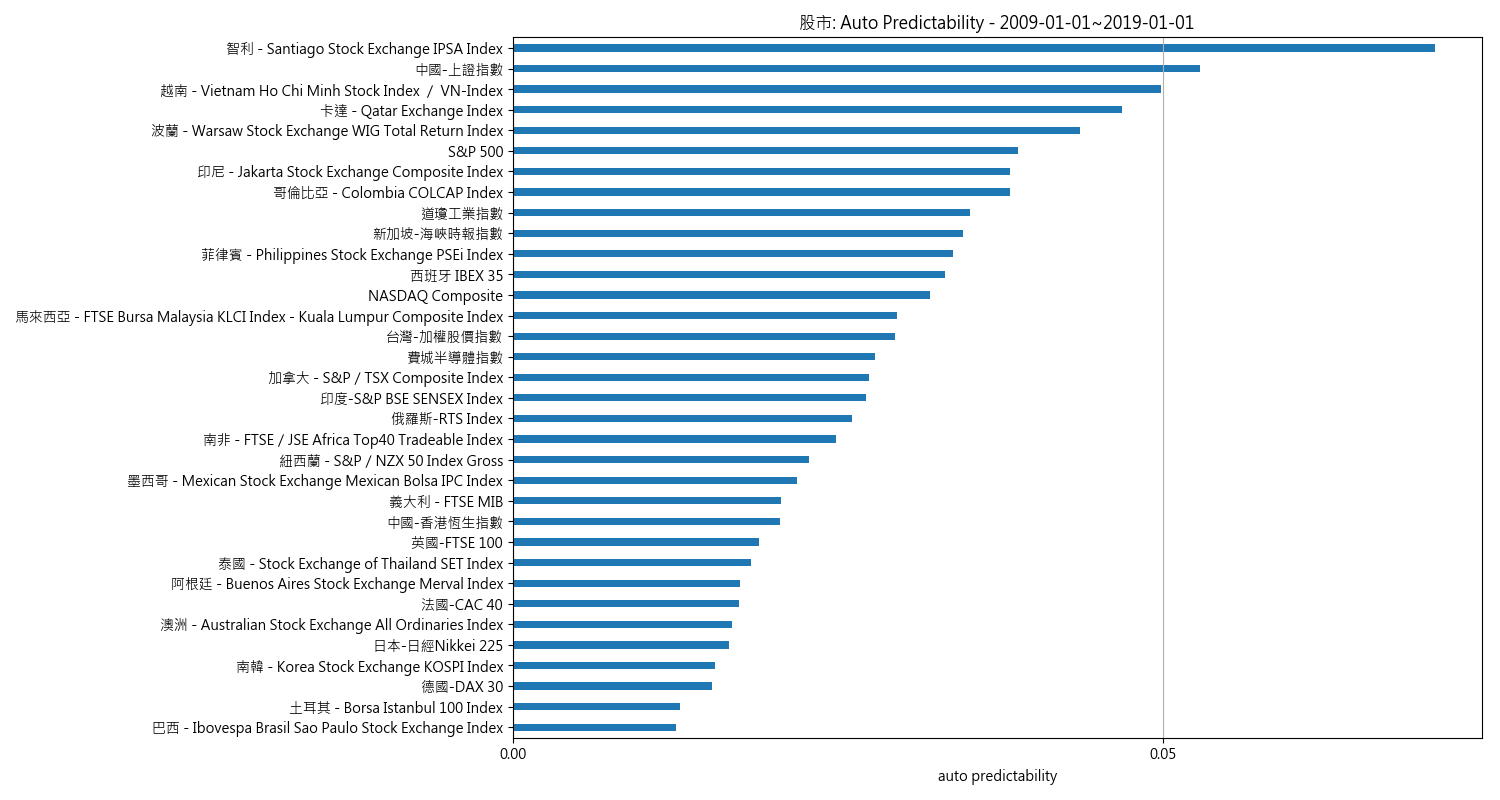 股市: Auto Predictability - 2009-01-01~2019-01-01
智利 - Santiago Stock Exchange IPSA Index
中國-上證指數
越南 - Vietnam Ho Chi Minh Stock Index / VN-Index
卡達 - Qatar Exchange Index
波蘭 - Warsaw Stock Exchange WIG Total Return Index
S&P 500
印尼 - Jakarta Stock Exchange Composite Index
哥倫比亞 - Colombia COLCAP Index
道瓊工業指數
新加坡-海峽時報指數
菲律賓 - Philippines Stock Exchange PSEi Index
西班牙 IBEX 35
NASDAQ Composite
馬來西亞 - FTSE Bursa Malaysia KLCI Index - Kuala Lumpur Composite Index
台灣-加權股價指數
費城半導體指數
加拿大 - S&P / TSX Composite Index
印度-S&P BSE SENSEX Index
俄羅斯-RTS Index
南非 - FTSE / JSE Africa Top40 Tradeable Index
紐西蘭 - S&P / NZX 50 Index Gross
墨西哥 - Mexican Stock Exchange Mexican Bolsa IPC Index
義大利 - FTSE MIB
中國-香港恆生指數
英國-FTSE 100
泰國 - Stock Exchange of Thailand SET Index
阿根廷 - Buenos Aires Stock Exchange Merval Index
法國-CAC 40
澳洲 - Australian Stock Exchange All Ordinaries Index
日本-日經Nikkei 225
南韓 - Korea Stock Exchange KOSPI Index
德國-DAX 30
土耳其 - Borsa Istanbul 100 Index
巴西 - Ibovespa Brasil Sao Paulo Stock Exchange Index
0.00 0.05
auto predictability